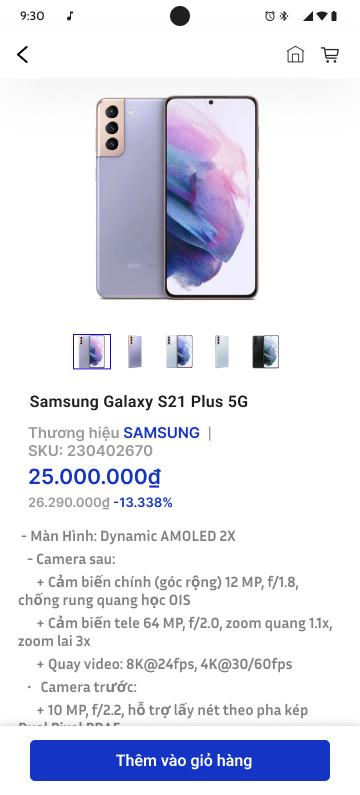 9:30
Samsung Galaxy S21 Plus 5G
Thương hiệu SAMSUNG |
SKU: 230402670
25.000.000₫
26.290.000₫ -13.338%
- Màn Hình: Dynamic AMOLED 2X
- Camera sau:
+ Cảm biến chính (góc rộng) 12 MP, f/1.8,
chống rung quang học OIS
+ Cảm biến tele 64 MP, f/2.0, zoom quang 1.1x,
zoom lai 3x
+ Quay video: 8K@24fps, 4K@30/60fps
· Camera trước:
+ 10 MP, f/2.2, hỗ trợ lấy nét theo pha kép
Dual Pixel PDAF
Thêm vào giỏ hàng